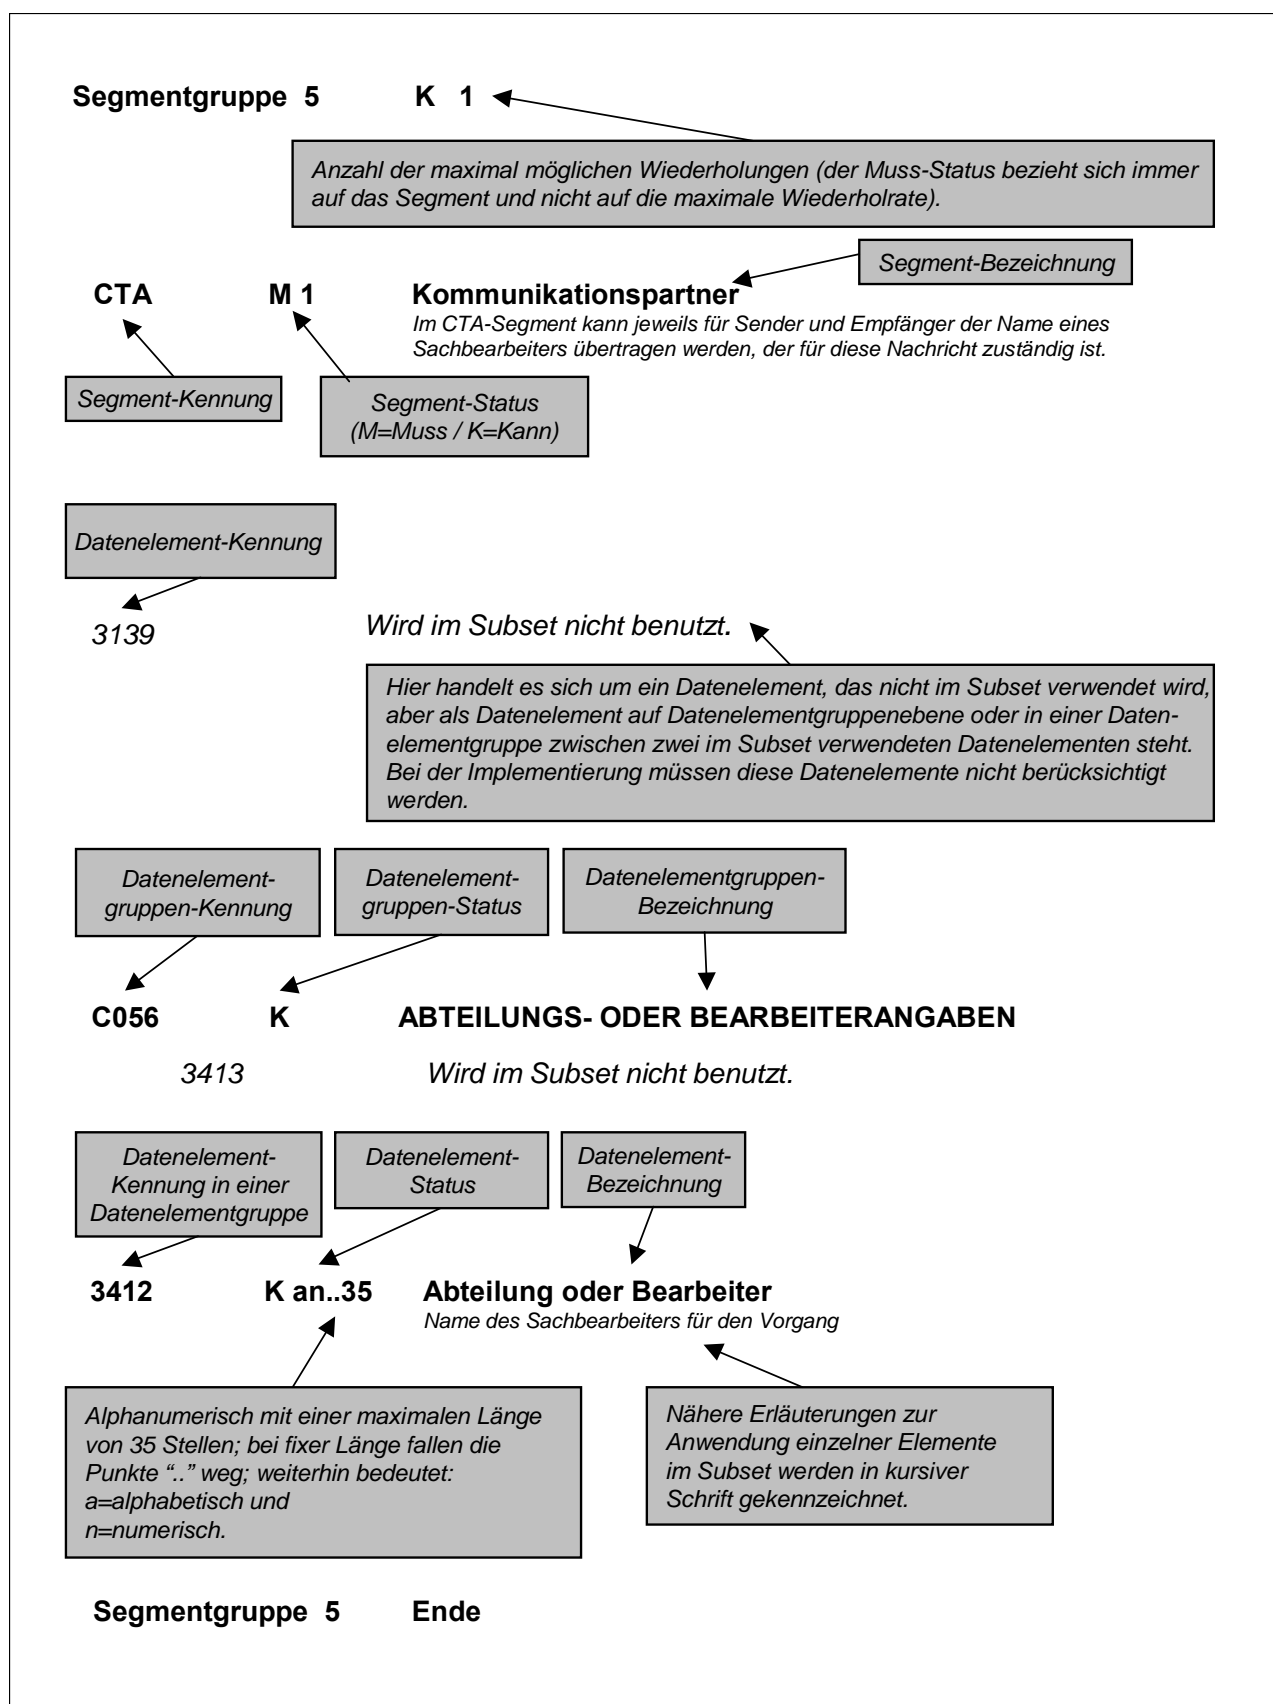 Segmentgruppe 5 K 1
Anzahl der maximal möglichen Wiederholungen (der Muss-Status bezieht sich immer
auf das Segment und nicht auf die maximale Wiederholrate).
Segment-Bezeichnung
CTA M 1 Kommunikationspartner
Im CTA-Segment kann jeweils für Sender und Empfänger der Name eines
Sachbearbeiters übertragen werden, der für diese Nachricht zuständig ist.
Segment-Kennung
Segment-Status
(M=Muss / K=Kann)
Datenelement-Kennung
3139 Wird im Subset nicht benutzt.
Hier handelt es sich um ein Datenelement, das nicht im Subset verwendet wird,
aber als Datenelement auf Datenelementgruppenebene oder in einer Daten-
elementgruppe zwischen zwei im Subset verwendeten Datenelementen steht.
Bei der Implementierung müssen diese Datenelemente nicht berücksichtigt
werden.
Datenelement-
gruppen-Kennung
Datenelement-
gruppen-Status
Datenelementgruppen-
Bezeichnung
C056 K ABTEILUNGS- ODER BEARBEITERANGABEN
3413 Wird im Subset nicht benutzt.
Datenelement-
Kennung in einer
Datenelementgruppe
Datenelement-
Status
Datenelement-
Bezeichnung
3412 K an..35 Abteilung oder Bearbeiter
Name des Sachbearbeiters für den Vorgang
Alphanumerisch mit einer maximalen Länge
von 35 Stellen; bei fixer Länge fallen die
Punkte “..” weg; weiterhin bedeutet:
a=alphabetisch und
n=numerisch.
Nähere Erläuterungen zur
Anwendung einzelner Elemente
im Subset werden in kursiver
Schrift gekennzeichnet.
Segmentgruppe 5 Ende